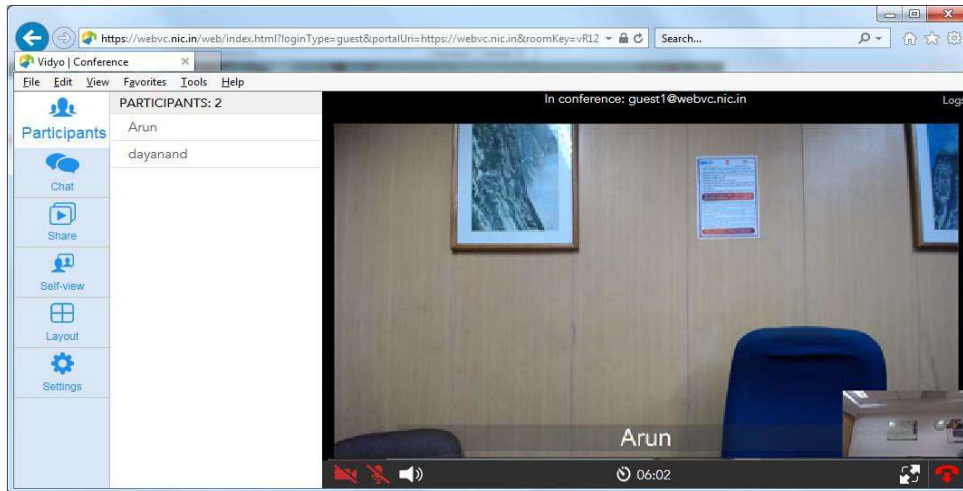 https://webvc.nic.in/web/index.html?loginType=guest&portalUri=https://webvc.nic.in&roomKey=vR12
Search...
Vidyo | Conference
File Edit View Favorites Tools Help
Participants
Chat
Share
Self-view
Layout
Settings
PARTICIPANTS: 2
Arun
dayanand
In conference: guest1@webvc.nic.in
Logs
Arun
06:02